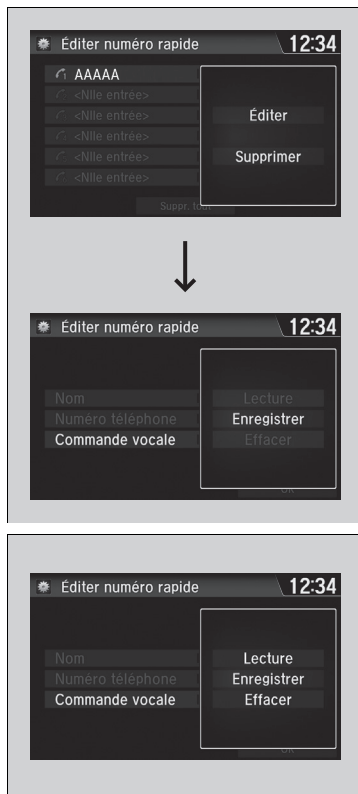 Éditer numéro rapide 12:34
AAAAA
<Nlle entrée>
<Nlle entrée>
<Nlle entrée>
<Nlle entrée>
<Nlle entrée>
Éditer
Supprimer
Suppr. tout
Éditer numéro rapide 12:34
Nom
Numéro téléphone
Commande vocale
Lecture
Enregistrer
Effacer
OK
Éditer numéro rapide 12:34
Nom
Numéro téléphone
Commande vocale
Lecture
Enregistrer
Effacer
OK